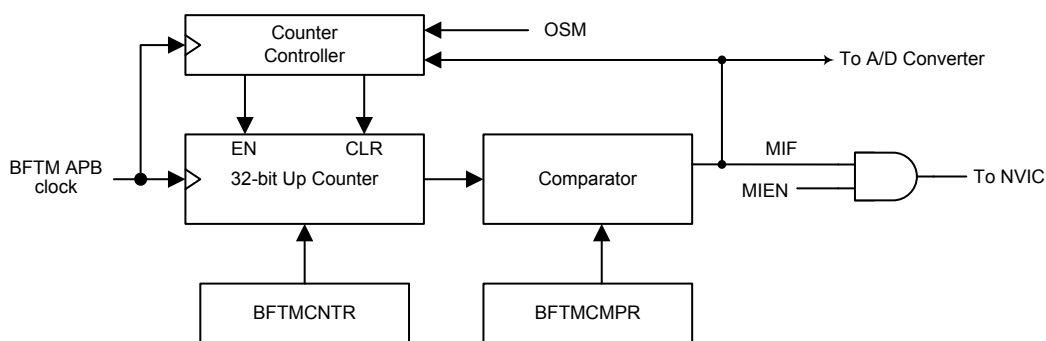 Counter
Controller
OSM
To A/D Converter
EN
CLR
BFTM APB
clock
32-bit Up Counter
Comparator
MIF
MIEN
To NVIC
BFTMCNTR
BFTMCMPR